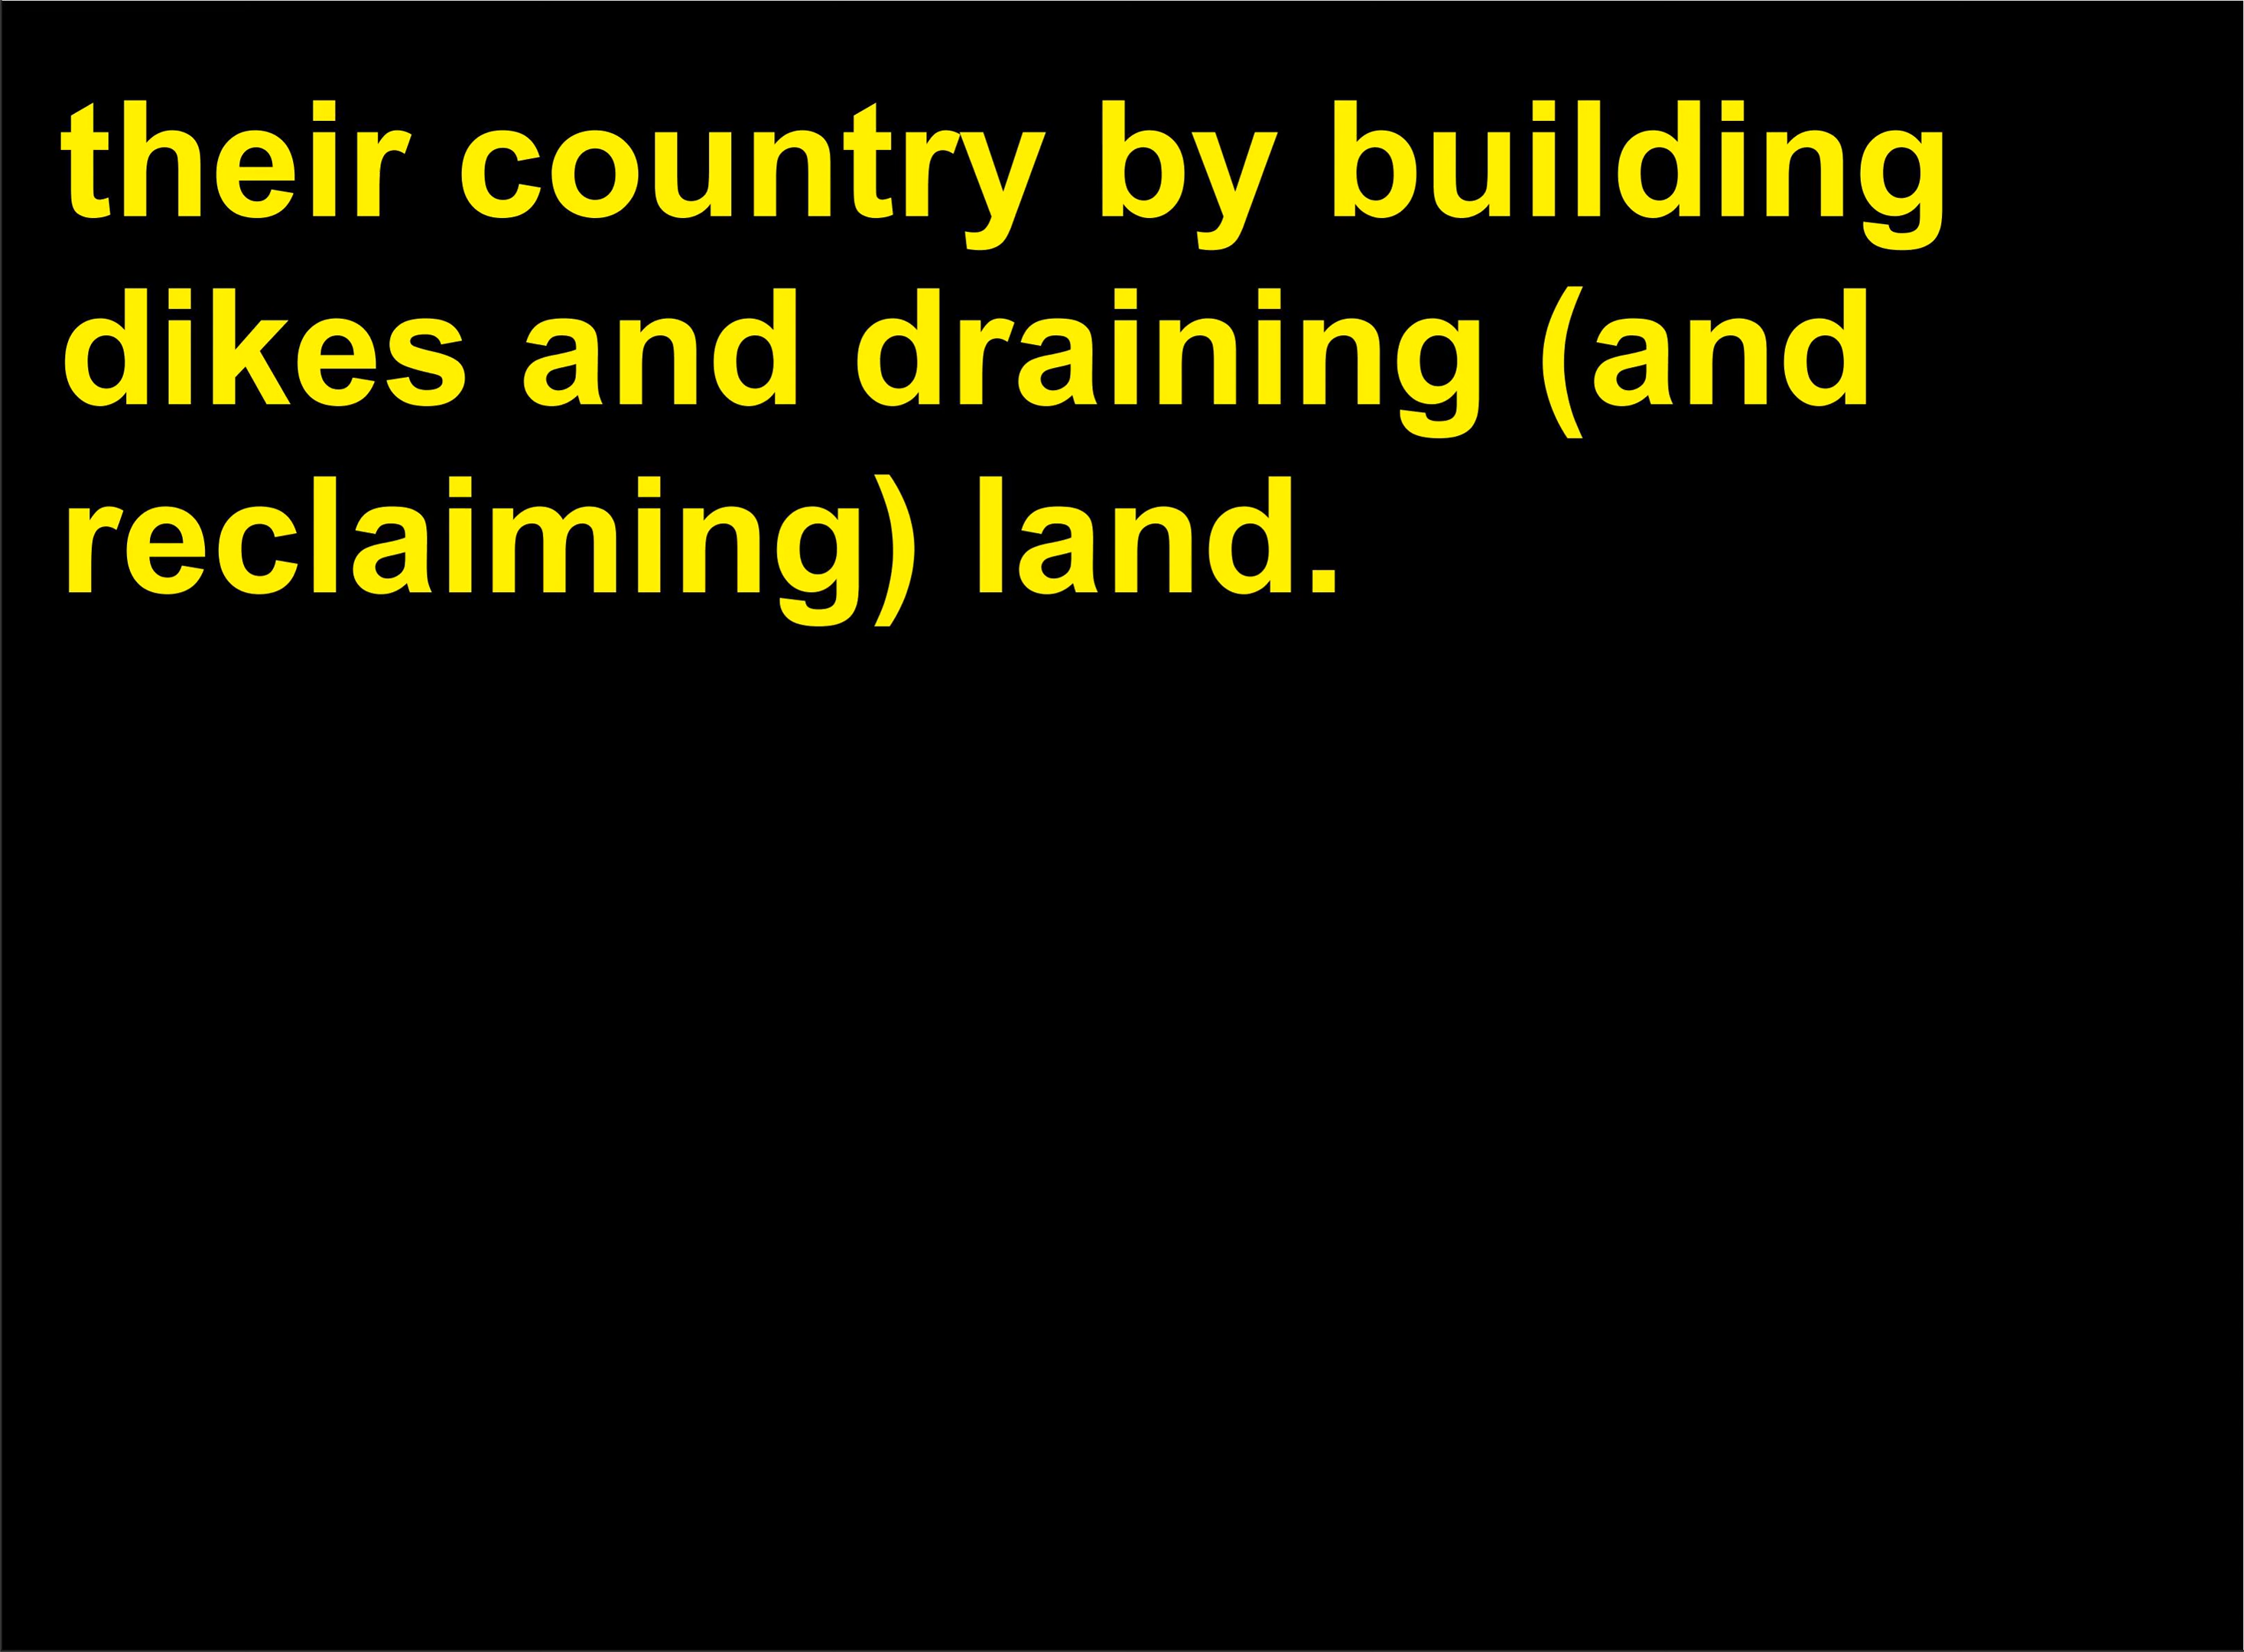 their country by building
dikes and draining (and
reclaiming) land.